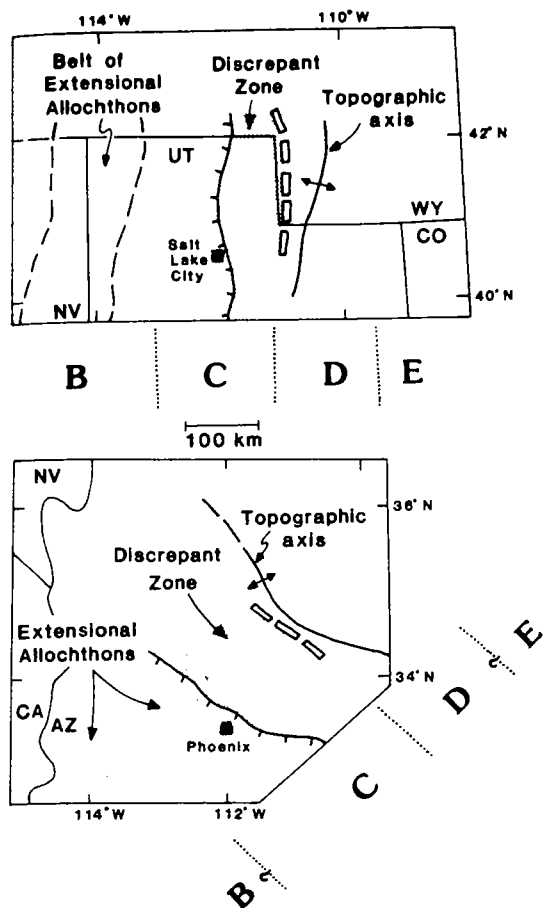 114°W
110°W
Belt of
Extensional
Allochthons
Discrepant
Zone
Topographic
axis
42°N
UT
WY
CO
Salt
Lake
City
NV
40°N
B
C
D
E
100 km
NV
36°N
Topographic
axis
Discrepant
Zone
Extensional
Allochthons
34°N
CA
AZ
Phoenix
114°W
112°W
B
?
C
D
?
E